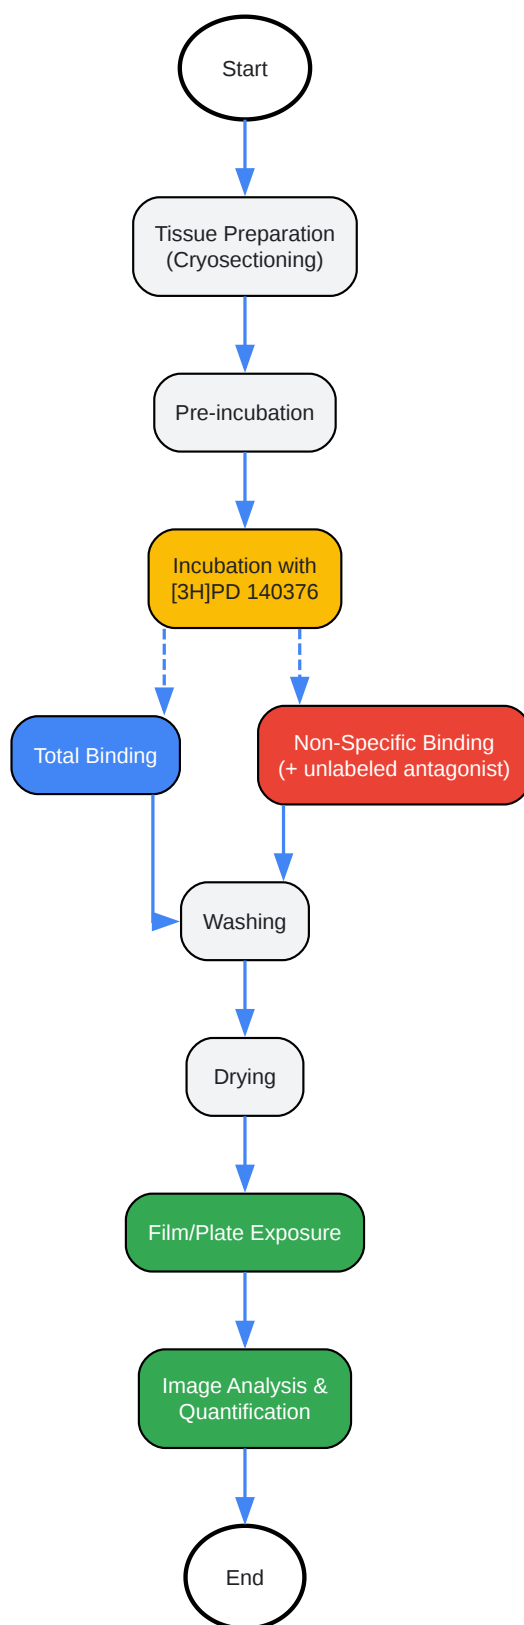 Start
Tissue Preparation
(Cryosectioning)
Pre-incubation
Incubation with
[3H]PD 140376
Total Binding
Non-Specific Binding
(+ unlabeled antagonist)
Washing
Drying
Film/Plate Exposure
Image Analysis &
Quantification
End